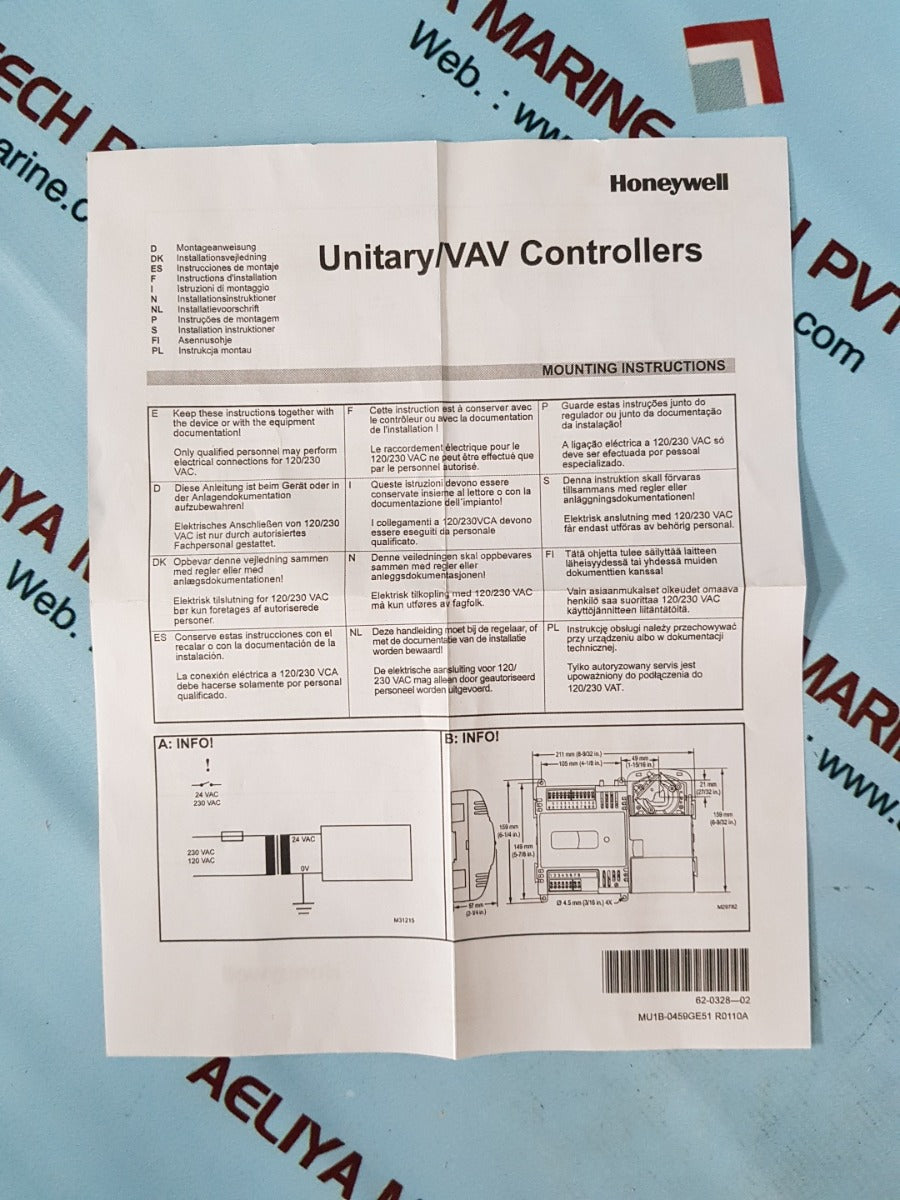 TECH P
arine.c
MARINE
Web. : ww
PVT
com
Honeywell
Unitary/VAV Controllers
D Montageanweisung
DK Installationsvejledning
ES Instrucciones de montaje
F Instructions d'installation
I Istruzioni di montaggio
N Installationsinstruktioner
NL Installatievoorschrift
P Instruções de montagem
S Installation instruktioner
FI Asennusohje
PL Instrukcja montau
MOUNTING INSTRUCTIONS
E Keep these instructions together with
the device or with the equipment
documentation!
Only qualified personnel may perform
electrical connections for 120/230
VAC.
F Cette instruction est à conserver avec
le contrôleur ou avec la documentation
de l'installation !
Le raccordement électrique pour le
120/230 VAC ne peut être effectué que
par le personnel autorisé.
P Guarde estas instruções junto do
regulador ou junto da documentação
da instalação!
A ligação eléctrica a 120/230 VAC só
deve ser efectuada por pessoal
especializado.
D Diese Anleitung ist beim Gerät oder in
der Anlagendokumentation
aufzubewahren!
Elektrisches Anschließen von 120/230
VAC ist nur durch autorisiertes
Fachpersonal gestattet.
I Queste istruzioni devono essere
conservate insieme al lettore o con la
documentazione dell'impianto!
I collegamenti a 120/230VCA devono
essere eseguiti da personale
qualificato.
S Denna instruktion skall förvaras
tillsammans med regler eller
anläggningsdokumentationen!
Elektrisk anslutning med 120/230 VAC
får endast utföras av behörig personal.
DK Opbevar denne vejledning sammen
med regler eller med
anlægsdokumentationen!
Elektrisk tilslutning for 120/230 VAC
bør kun foretages af autoriserede
personer.
N Denne veiledningen skal oppbevares
sammen med regler eller
anleggsdokumentasjonen!
Elektrisk tilkopling med 120/230 VAC
må kun utføres av fagfolk.
FI Tätä ohjetta tulee säilyttää laitteen
läheisyydessä tai yhdessä muiden
dokumenttien kanssa!
Vain asiaanmukaiset oikeudet omaava
henkilö saa suorittaa 120/230 VAC
käyttöjännitteen liitäntätöitä.
ES Conserve estas instrucciones con el
recalar o con la documentación de la
instalación.
La conexión eléctrica a 120/230 VCA
debe hacerse solamente por personal
qualificado.
NL Deze handleiding moet bij de regelaar, of
met de documentatie van de installatie
worden bewaard!
De elektrische aansluiting voor 120/
230 VAC mag alleen door geautoriseerd
personeel worden uitgevoerd.
PL Instrukcję obsługi należy przechowywać
przy urządzeniu albo w dokumentacji
technicznej.
Tylko autoryzowany servis jest
upoważniony do podłączenia do
120/230 VAT.
A: INFO!
!
24 VAC
230 VAC
230 VAC
120 VAC
24 VAC
0V
M31215
B: INFO!
211 mm (8-9/32 in.)
105 mm (4-1/8 in.)
49 mm
(1-15/16 in.)
21 mm
(27/32 in.)
159 mm
(6-1/4 in.)
149 mm
(5-7/8 in.)
159 mm
(6-9/32 in.)
57 mm
(2-1/4 in.)
Ø 4.5 mm (3/16 in.) 4X
M29782
62-0328—02
MU1B-0459GE51 R0110A
IYA M
Web.
MARIN
: www.
AELIYA M